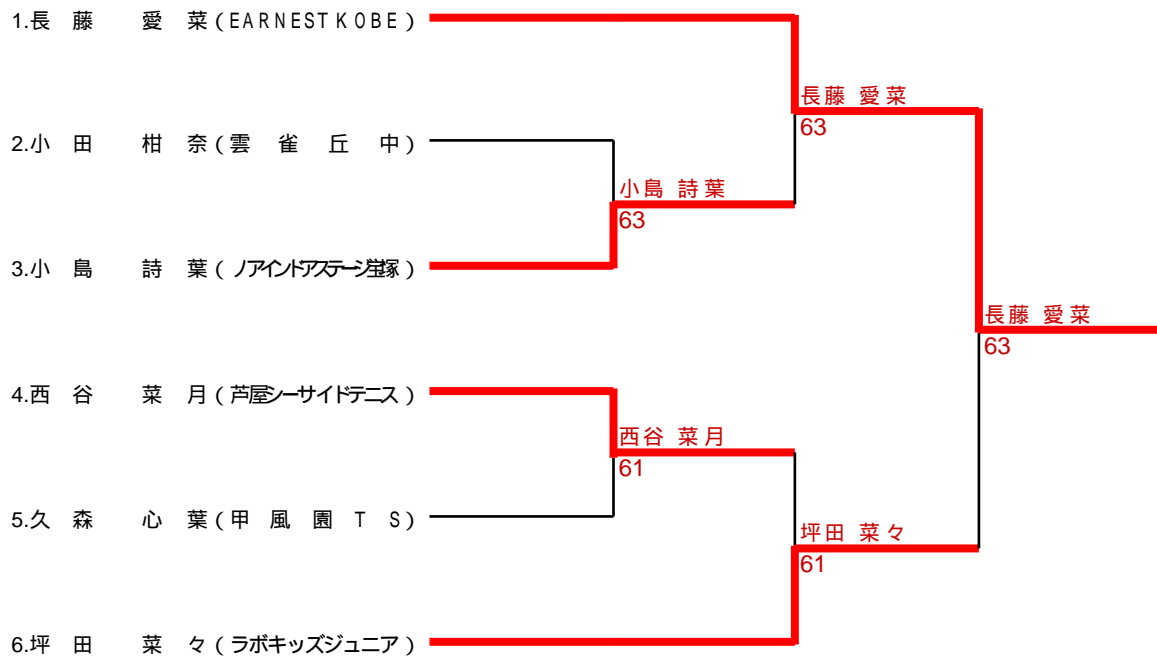 1.長 藤 愛 菜 (EARNEST KOBE)
長藤 愛菜
63
2.小 田 柑 奈 (雲 雀 丘 中)
小島 詩葉
63
3.小 島 詩 葉 (ノアインドアステージ宝塚)
長藤 愛菜
63
4.西 谷 菜 月 (芦屋シーサイドテニス)
西谷 菜月
61
5.久 森 心 葉 (甲 風 園 T S)
坪田 菜々
61
6.坪 田 菜 々 (ラボキッズジュニア)